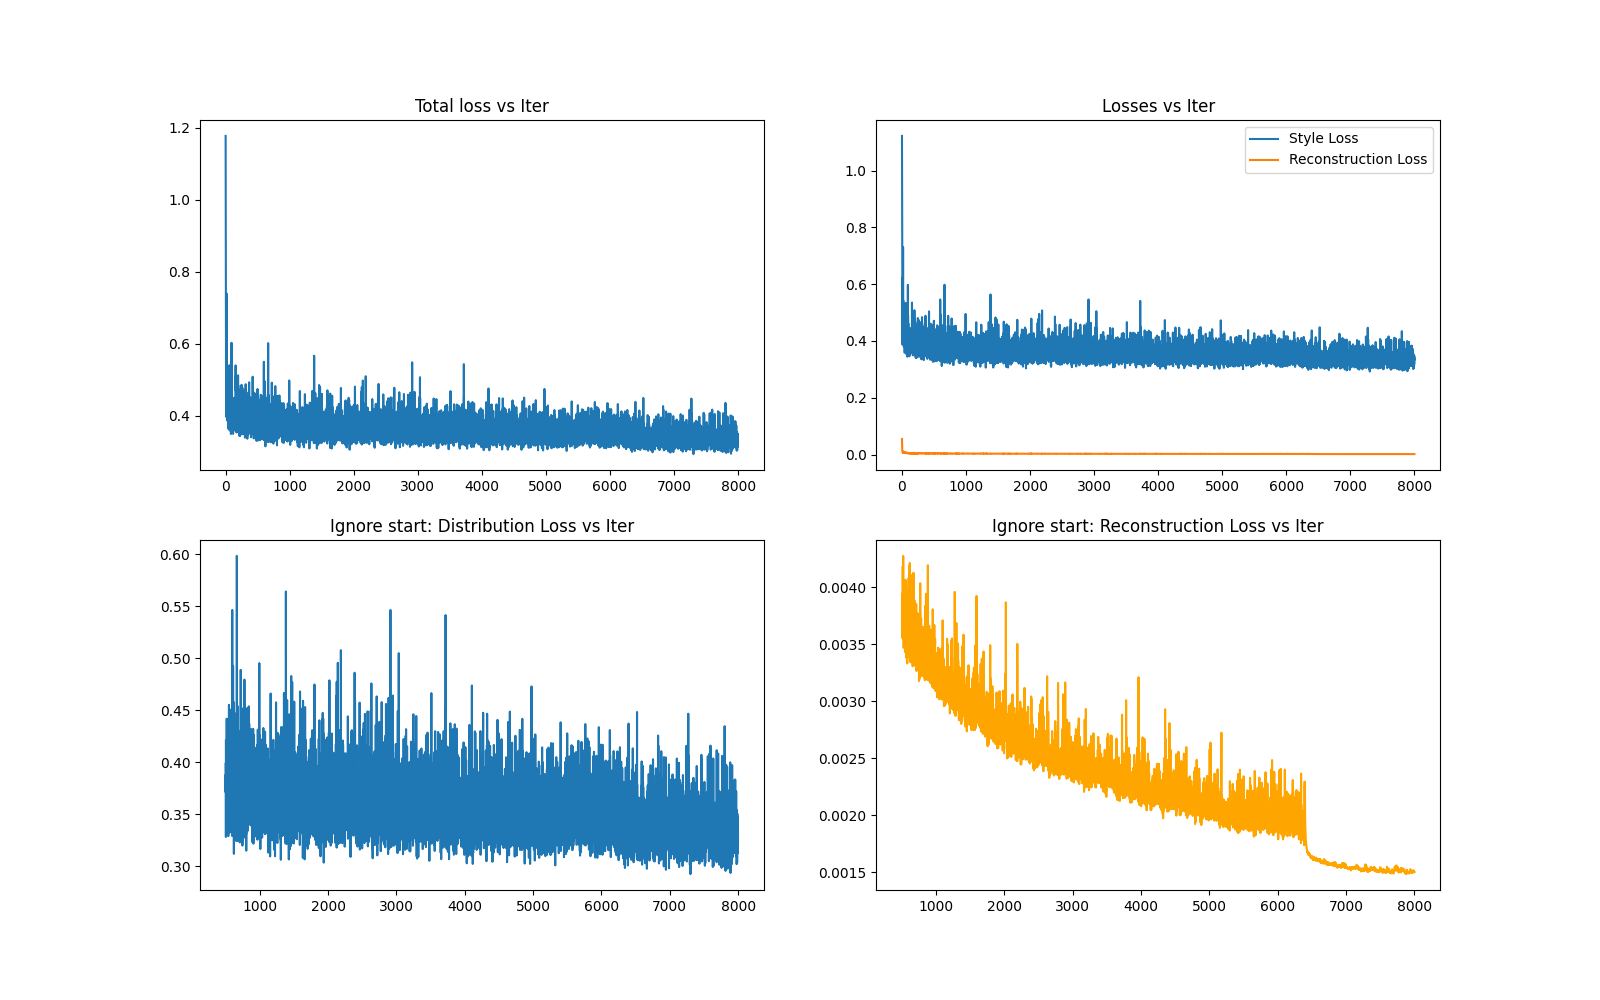 Total loss vs Iter
1.2
1.0
0.8
0.6
0.4
0 1000 2000 3000 4000 5000 6000 7000 8000
Losses vs Iter
Style Loss
Reconstruction Loss
1.0
0.8
0.6
0.4
0.2
0.0
0 1000 2000 3000 4000 5000 6000 7000 8000
Ignore start: Distribution Loss vs Iter
0.60
0.55
0.50
0.45
0.40
0.35
0.30
1000 2000 3000 4000 5000 6000 7000 8000
Ignore start: Reconstruction Loss vs Iter
0.0040
0.0035
0.0030
0.0025
0.0020
0.0015
1000 2000 3000 4000 5000 6000 7000 8000